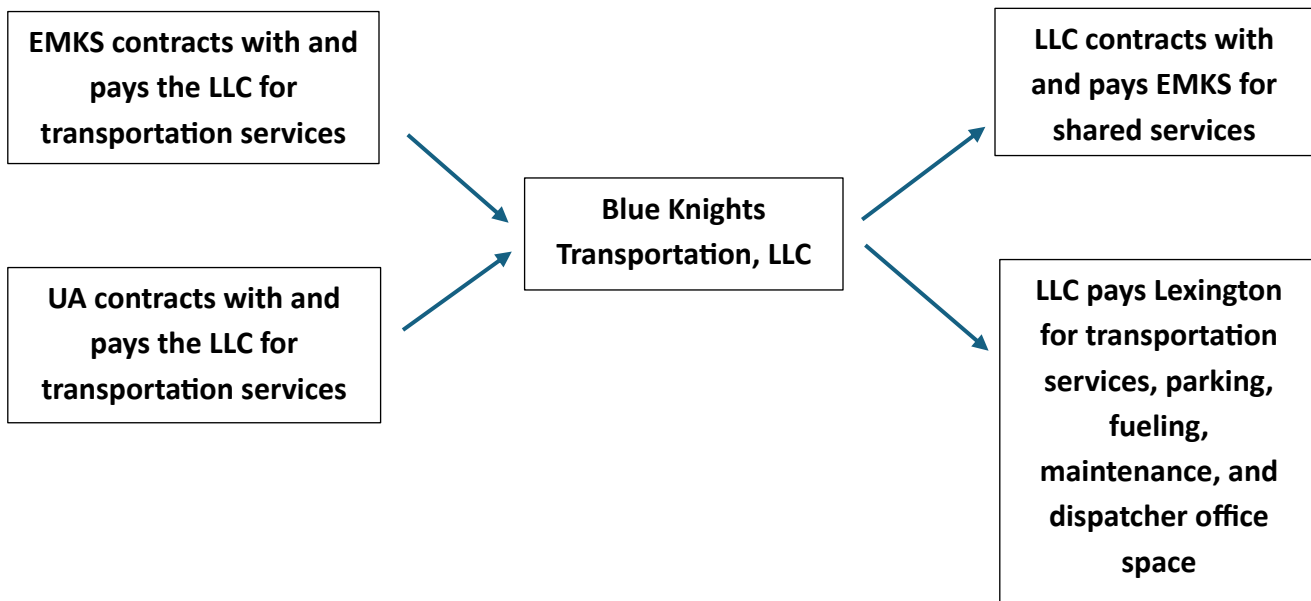 EMKS contracts with and
pays the LLC for
transportation services
UA contracts with and
pays the LLC for
transportation services
Blue Knights
Transportation, LLC
LLC contracts with
and pays EMKS for
shared services
LLC pays Lexington
for transportation
services, parking,
fueling,
maintenance, and
dispatcher office
space